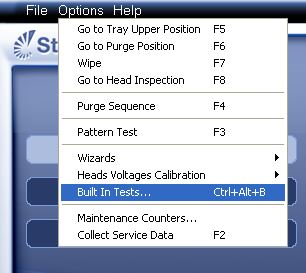 File Options Help
St
Go to Tray Upper Position F5
Go to Purge Position F6
Wipe F7
Go to Head Inspection F8
Purge Sequence F4
Pattern Test F3
Wizards
Heads Voltages Calibration
Built In Tests... Ctrl+Alt+B
Maintenance Counters...
Collect Service Data F2